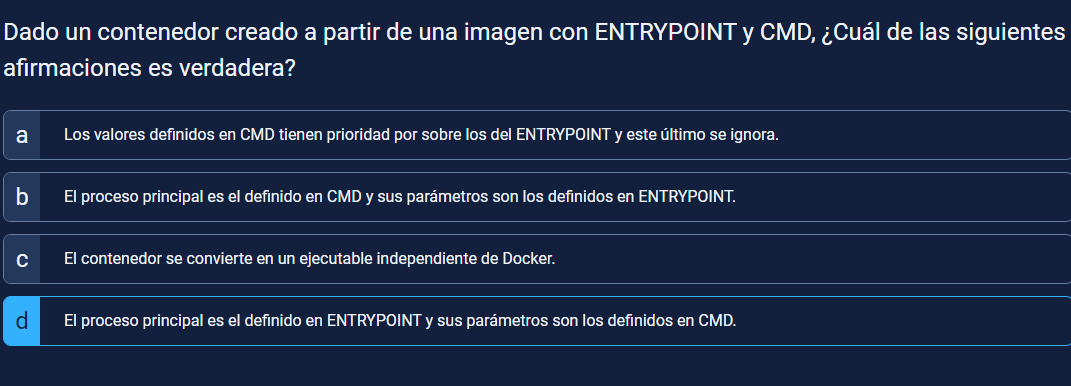 Dado un contenedor creado a partir de una imagen con ENTRYPOINT y CMD, ¿Cuál de las siguientes
afirmaciones es verdadera?
a Los valores definidos en CMD tienen prioridad por sobre los del ENTRYPOINT y este último se ignora.
b El proceso principal es el definido en CMD y sus parámetros son los definidos en ENTRYPOINT.
c El contenedor se convierte en un ejecutable independiente de Docker.
d El proceso principal es el definido en ENTRYPOINT y sus parámetros son los definidos en CMD.